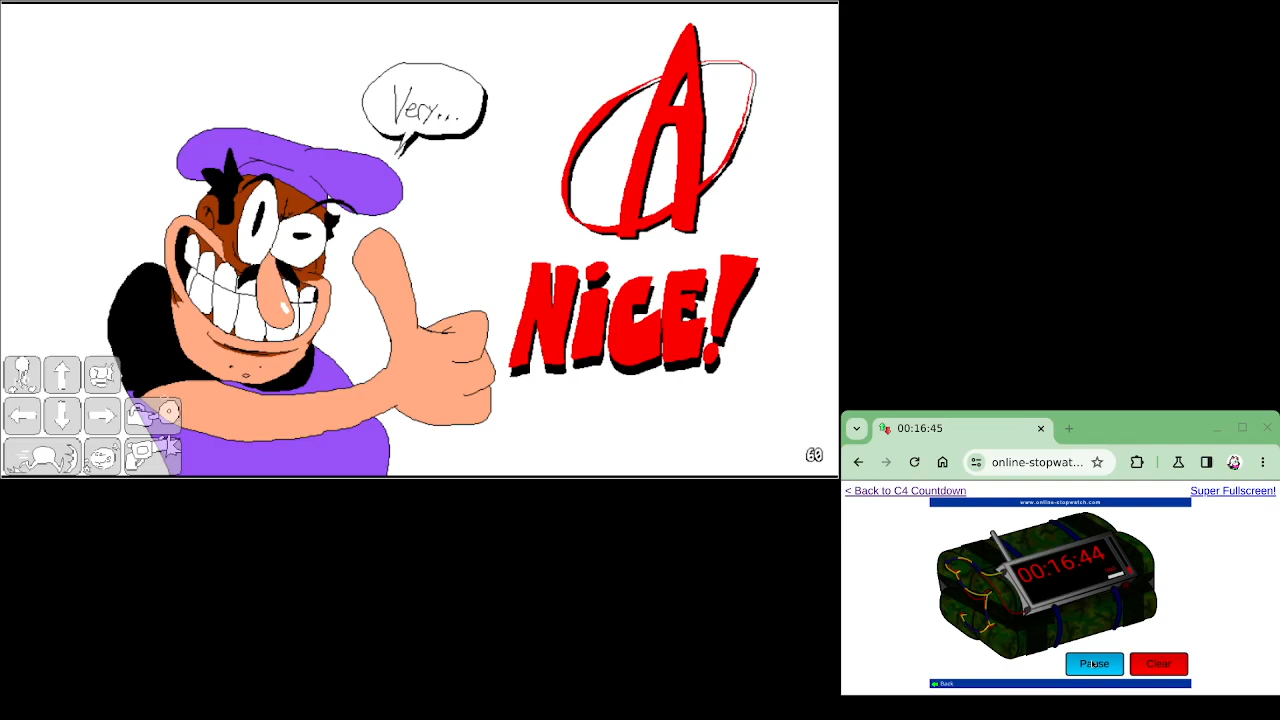 Very...
A
NiCE!
60
00:16:45
online-stopwat...
< Back to C4 Countdown
Super Fullscreen!
www.online-stopwatch.com
00:16:44
Pause
Clear
Back